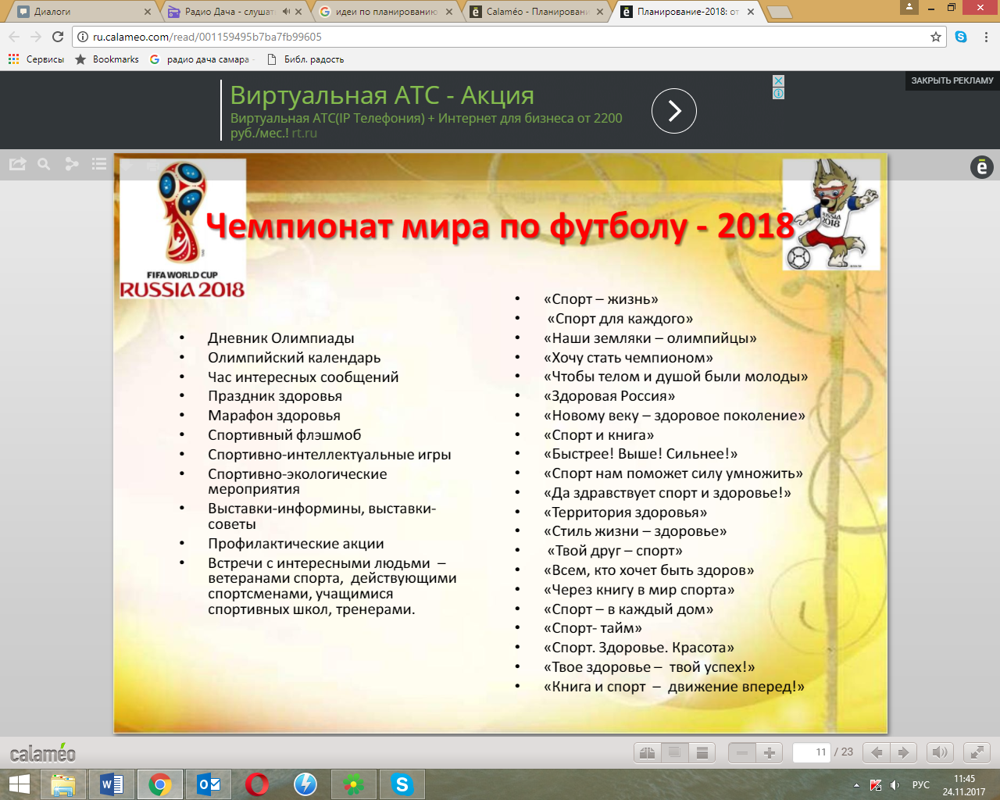 Диалоги
Радио Дача - слушат
идеи по планированию
Calaméo - Планировани
Планирование-2018: от
ru.calameo.com/read/001159495b7ba7fb99605
Сервисы
Bookmarks
радио дача самара -
Библ. радость
Виртуальная АТС - Акция
Виртуальная АТС(IP Телефония) + Интернет для бизнеса от 2200
руб./мес.! rt.ru
ЗАКРЫТЬ РЕКЛАМУ
Чемпионат мира по футболу - 2018
FIFA WORLD CUP
RUSSIA 2018
RUSSIA
2018
• Дневник Олимпиады
• Олимпийский календарь
• Час интересных сообщений
• Праздник здоровья
• Марафон здоровья
• Спортивный флэшмоб
• Спортивно-интеллектуальные игры
• Спортивно-экологические
мероприятия
• Выставки-информины, выставки-
советы
• Профилактические акции
• Встречи с интересными людьми –
ветеранами спорта, действующими
спортсменами, учащимися
спортивных школ, тренерами.
• «Спорт – жизнь»
• «Спорт для каждого»
• «Наши земляки – олимпийцы»
• «Хочу стать чемпионом»
• «Чтобы телом и душой были молоды»
• «Здоровая Россия»
• «Новому веку – здоровое поколение»
• «Спорт и книга»
• «Быстрее! Выше! Сильнее!»
• «Спорт нам поможет силу умножить»
• «Да здравствует спорт и здоровье!»
• «Территория здоровья»
• «Стиль жизни – здоровье»
• «Твой друг – спорт»
• «Всем, кто хочет быть здоров»
• «Через книгу в мир спорта»
• «Спорт – в каждый дом»
• «Спорт- тайм»
• «Спорт. Здоровье. Красота»
• «Твое здоровье – твой успех!»
• «Книга и спорт – движение вперед!»
calaméo
11 / 23
РУС
11:45
24.11.2017